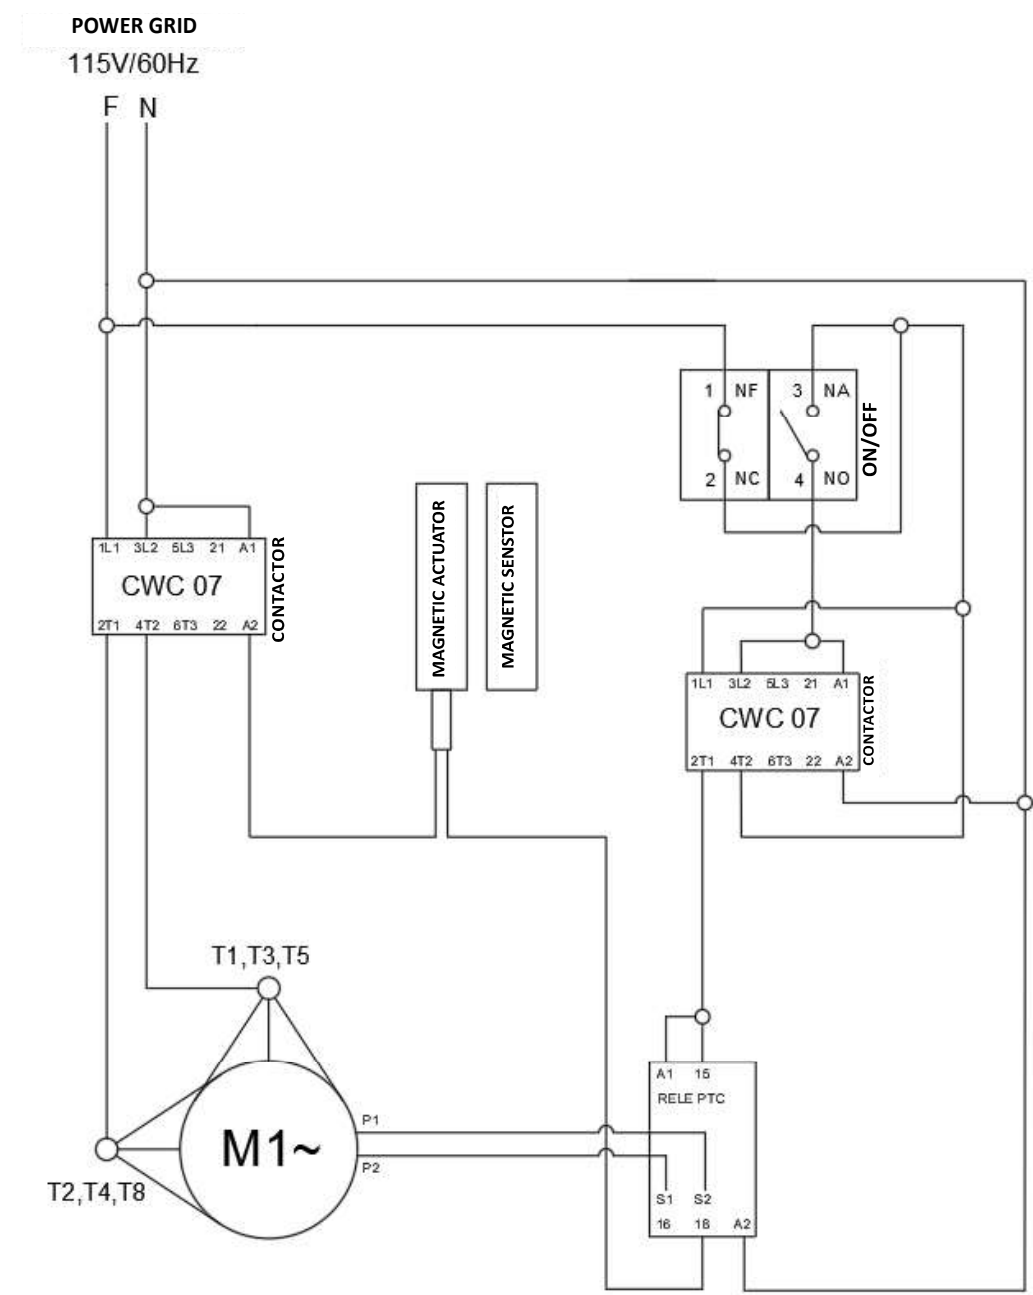 POWER GRID
115V/60Hz
F N
1 NF 3 NA
2 NC 4 NO
ON/OFF
1L1 3L2 5L3 21 A1
CWC 07
2T1 4T2 6T3 22 A2
CONTACTOR
MAGNETIC ACTUATOR
MAGNETIC SENSTOR
1L1 3L2 5L3 21 A1
CWC 07
2T1 4T2 6T3 22 A2
CONTACTOR
T1,T3,T5
M1~
P1
P2
T2,T4,T8
A1 15
RELE PTC
S1 S2
16 18 A2